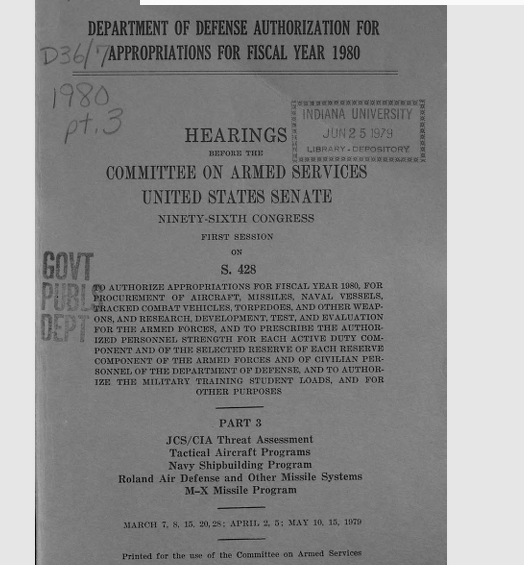 DEPARTMENT OF DEFENSE AUTHORIZATION FOR
APPROPRIATIONS FOR FISCAL YEAR 1980
D36/7
1980
pt.3
INDIANA UNIVERSITY
JUN 25 1979
LIBRARY - DEPOSITORY
HEARINGS
BEFORE THE
COMMITTEE ON ARMED SERVICES
UNITED STATES SENATE
NINETY-SIXTH CONGRESS
FIRST SESSION
ON
S. 428
GOVT
PUBL
DEPT
TO AUTHORIZE APPROPRIATIONS FOR FISCAL YEAR 1980, FOR
PROCUREMENT OF AIRCRAFT, MISSILES, NAVAL VESSELS,
TRACKED COMBAT VEHICLES, TORPEDOES, AND OTHER WEAP-
ONS, AND RESEARCH, DEVELOPMENT, TEST, AND EVALUATION
FOR THE ARMED FORCES, AND TO PRESCRIBE THE AUTHOR-
IZED PERSONNEL STRENGTH FOR EACH ACTIVE DUTY COM-
PONENT AND OF THE SELECTED RESERVE OF EACH RESERVE
COMPONENT OF THE ARMED FORCES AND OF CIVILIAN PER-
SONNEL OF THE DEPARTMENT OF DEFENSE, AND TO AUTHOR-
IZE THE MILITARY TRAINING STUDENT LOADS, AND FOR
OTHER PURPOSES
PART 3
JCS/CIA Threat Assessment
Tactical Aircraft Programs
Navy Shipbuilding Program
Roland Air Defense and Other Missile Systems
M–X Missile Program
MARCH 7, 8, 15, 20, 28; APRIL 2, 5; MAY 10, 15, 1979
Printed for the use of the Committee on Armed Services